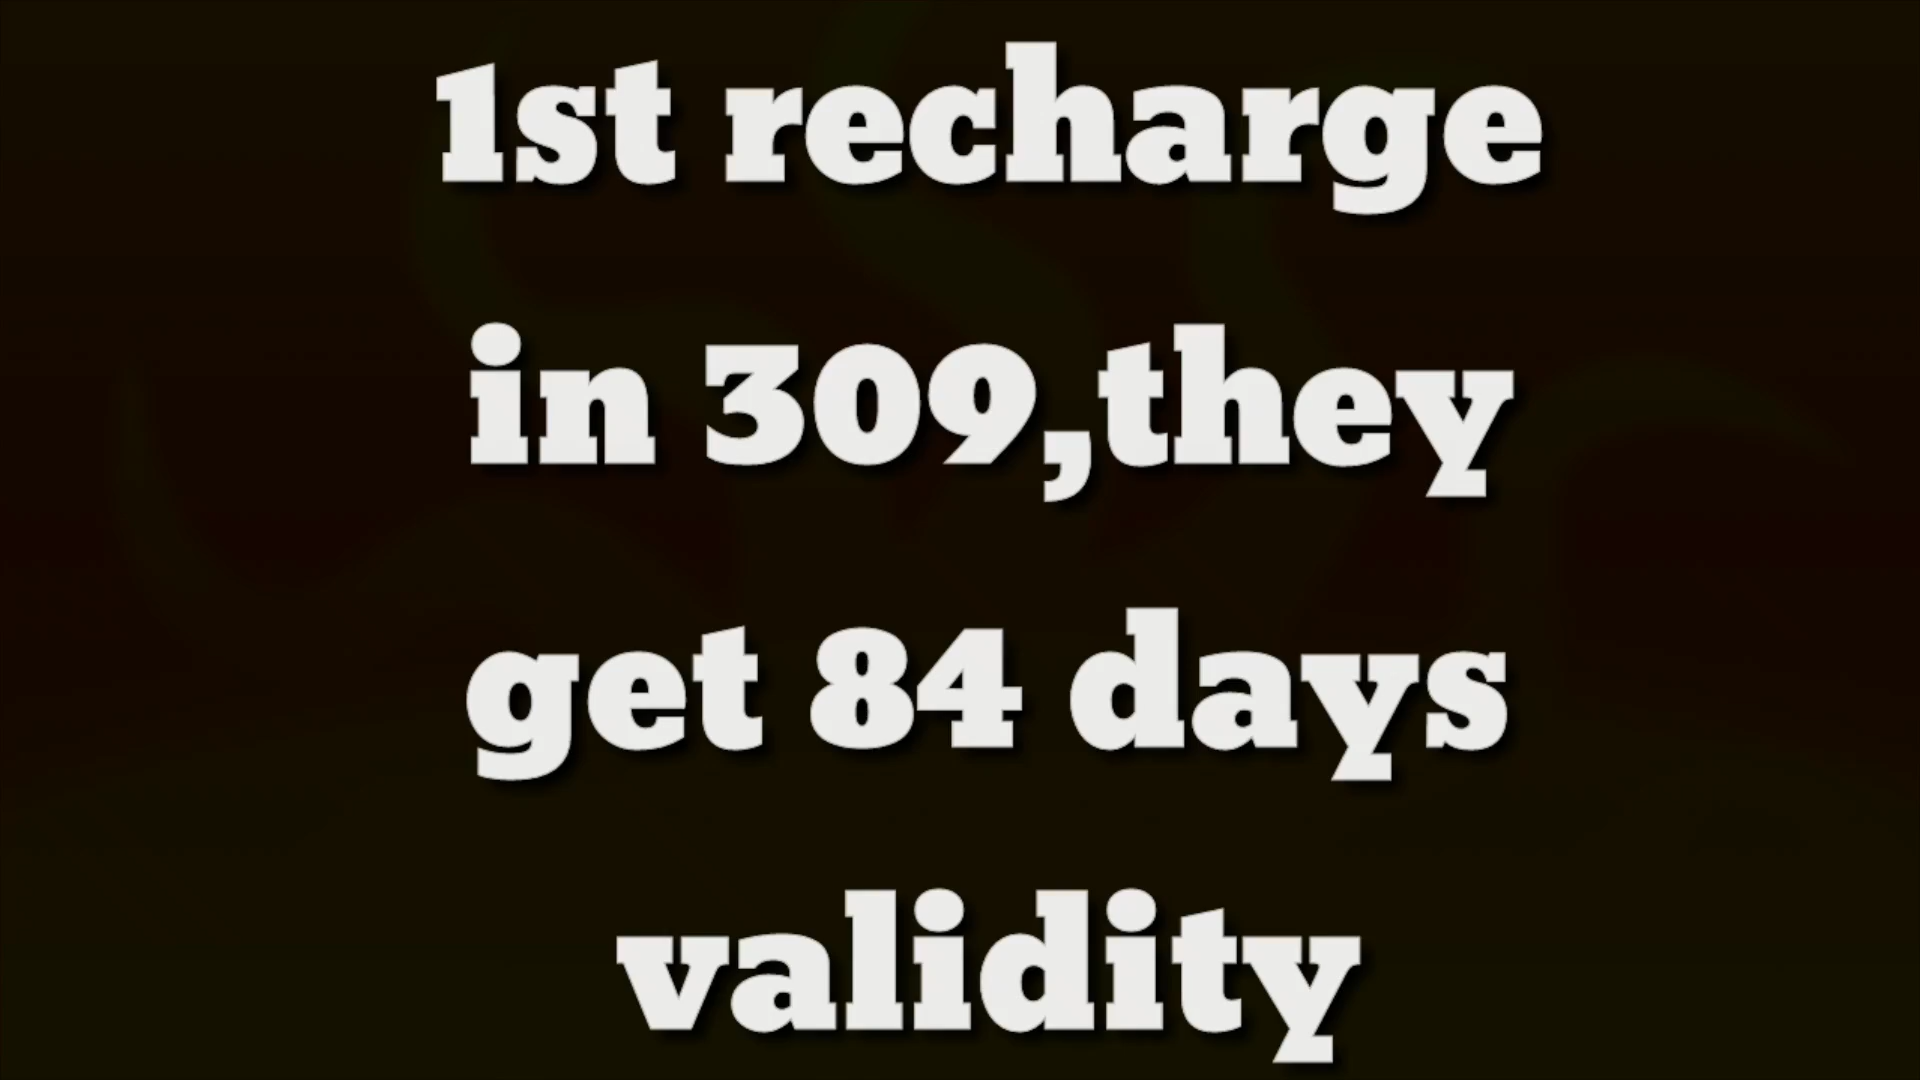 1st recharge
in 309,they
get 84 days
validity